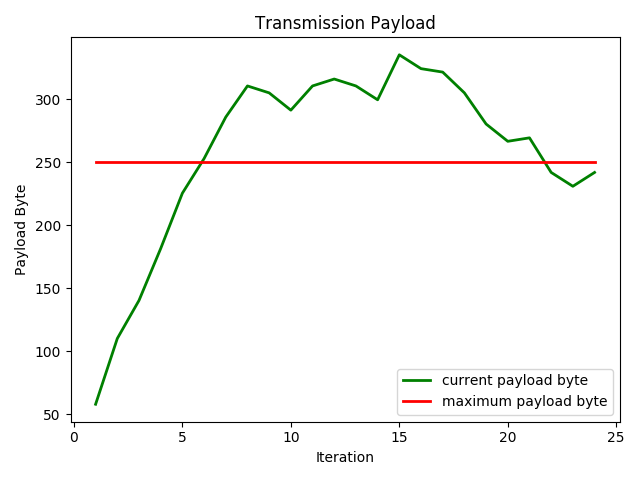 Transmission Payload
Payload Byte
300
250
200
150
100
50
0 5 10 15 20 25
Iteration
current payload byte
maximum payload byte